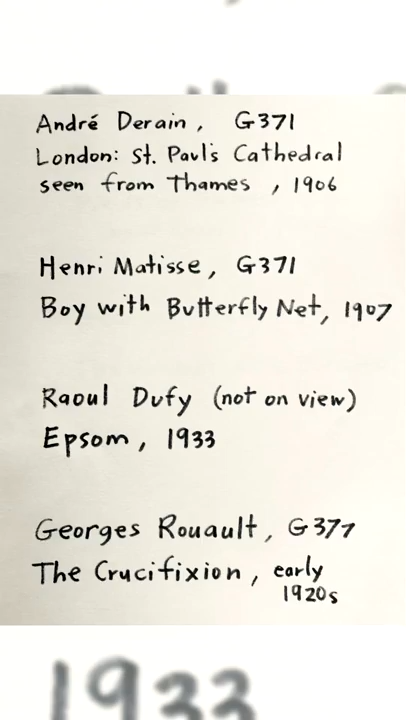 André Derain, G371
London: St. Paul's Cathedral
seen from Thames, 1906
Henri Matisse, G371
Boy with Butterfly Net, 1907
Raoul Dufy (not on view)
Epsom, 1933
Georges Rouault, G377
The Crucifixion, early
1920s
1933